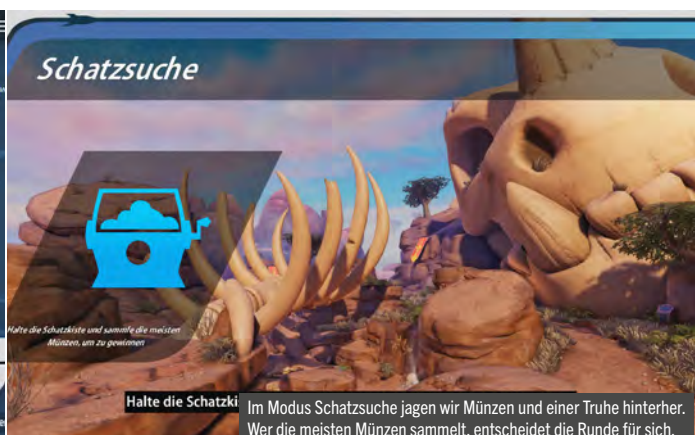 Schatzsuche
Halte die Schatzkiste und sammle die meisten
Münzen, um zu gewinnen
Halte die Schatzki
Im Modus Schatzsuche jagen wir Münzen und einer Truhe hinterher.
Wer die meisten Münzen sammelt, entscheidet die Runde für sich.